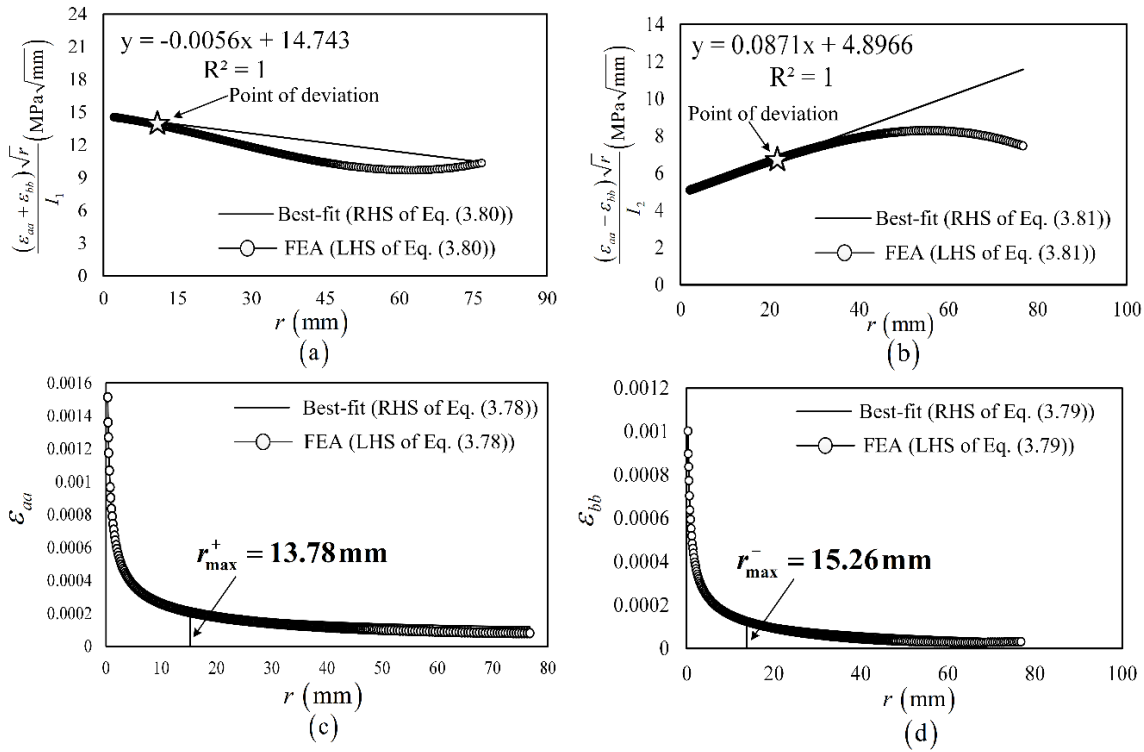 y = -0.0056x + 14.743
R² = 1
Point of deviation
Best-fit (RHS of Eq. (3.80))
FEA (LHS of Eq. (3.80))
24
21
18
15
12
9
6
3
0
(ε_aa + ε_bb)√r / I_1 (MPa√mm)
0 15 30 45 60 75 90
r (mm)
(a)
y = 0.0871x + 4.8966
R² = 1
Point of deviation
Best-fit (RHS of Eq. (3.81))
FEA (LHS of Eq. (3.81))
14
12
10
8
6
4
2
0
(ε_aa − ε_bb)√r / I_2 (MPa√mm)
0 20 40 60 80 100
r (mm)
(b)
0.0016
0.0014
0.0012
0.001
0.0008
0.0006
0.0004
0.0002
0
ε_aa
Best-fit (RHS of Eq. (3.78))
FEA (LHS of Eq. (3.78))
r⁺_max = 13.78 mm
0 10 20 30 40 50 60 70 80
r (mm)
(c)
0.0012
0.001
0.0008
0.0006
0.0004
0.0002
0
ε_bb
Best-fit (RHS of Eq. (3.79))
FEA (LHS of Eq. (3.79))
r⁻_max = 15.26 mm
0 20 40 60 80 100
r (mm)
(d)